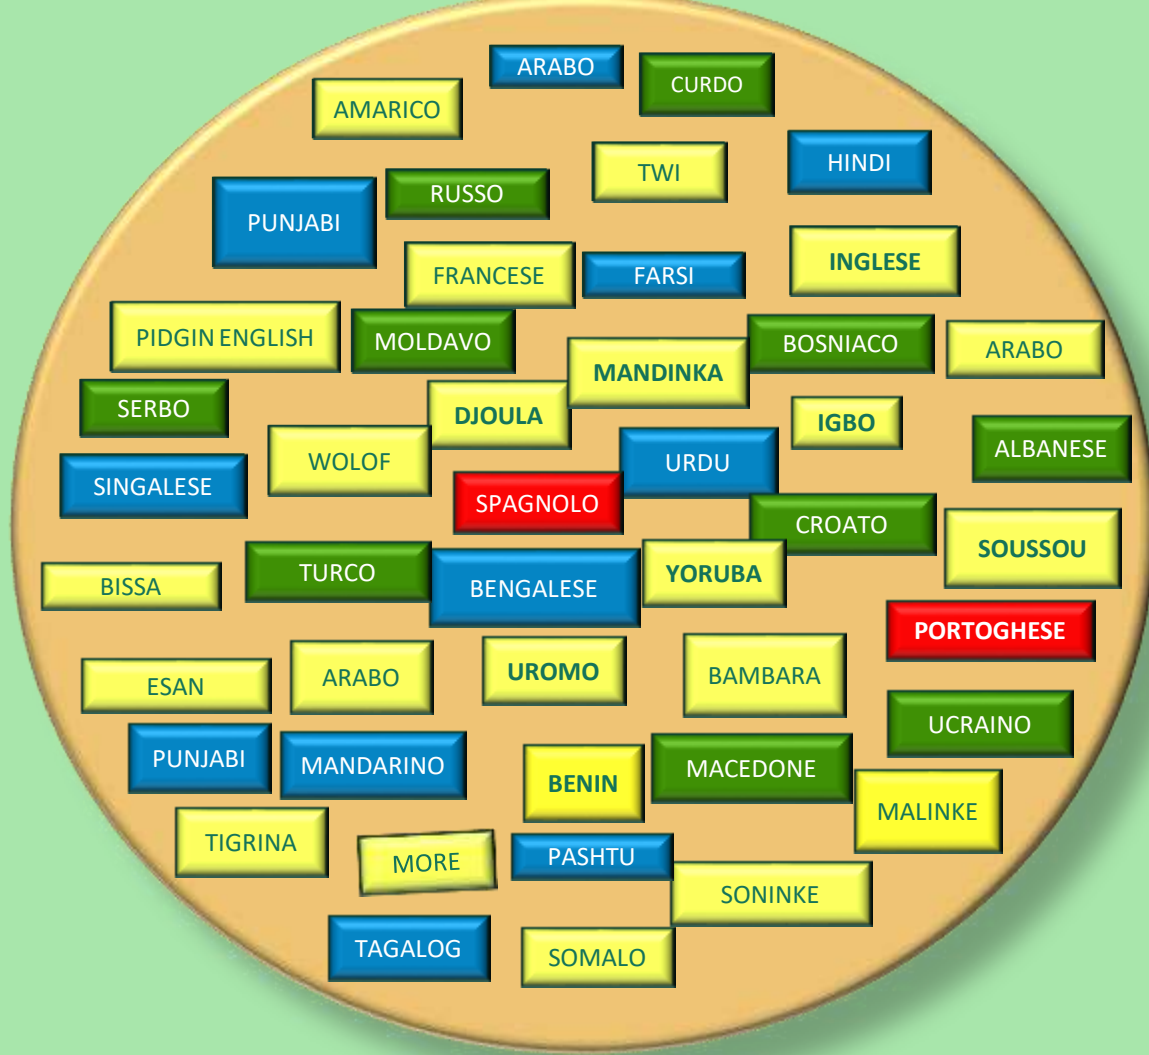 ARABO
CURDO
AMARICO
TWI
HINDI
RUSSO
PUNJABI
FRANCESE
FARSI
INGLESE
PIDGIN ENGLISH
MOLDAVO
BOSNIACO
ARABO
MANDINKA
SERBO
DJOULA
IGBO
ALBANESE
WOLOF
URDU
SINGALESE
SPAGNOLO
CROATO
SOUSSOU
TURCO
YORUBA
BISSA
BENGALESE
PORTOGHESE
UROMO
BAMBARA
ARABO
ESAN
UCRAINO
PUNJABI
MANDARINO
MACEDONE
BENIN
MALINKE
TIGRINA
MORE
PASHTU
SONINKE
TAGALOG
SOMALO